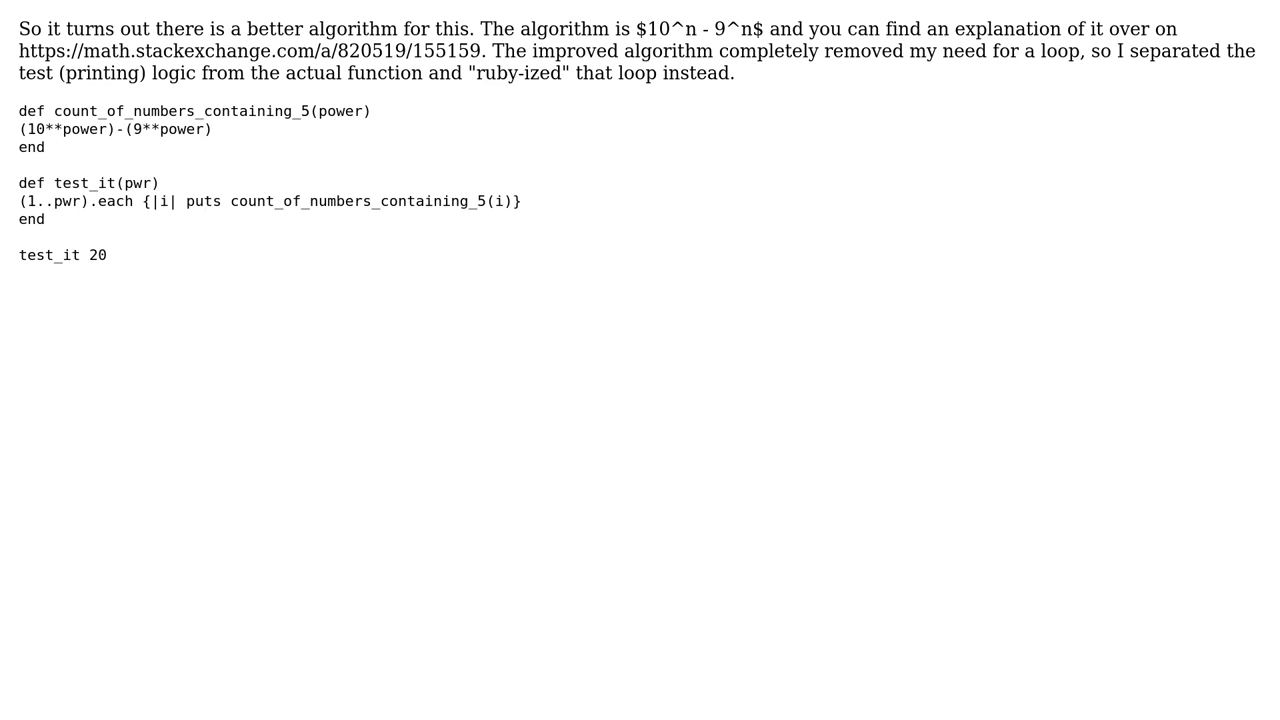 So it turns out there is a better algorithm for this. The algorithm is $10^n - 9^n$ and you can find an explanation of it over on
https://math.stackexchange.com/a/820519/155159. The improved algorithm completely removed my need for a loop, so I separated the
test (printing) logic from the actual function and "ruby-ized" that loop instead.
def count_of_numbers_containing_5(power)
(10**power)-(9**power)
end
def test_it(pwr)
(1..pwr).each {|i| puts count_of_numbers_containing_5(i)}
end
test_it 20